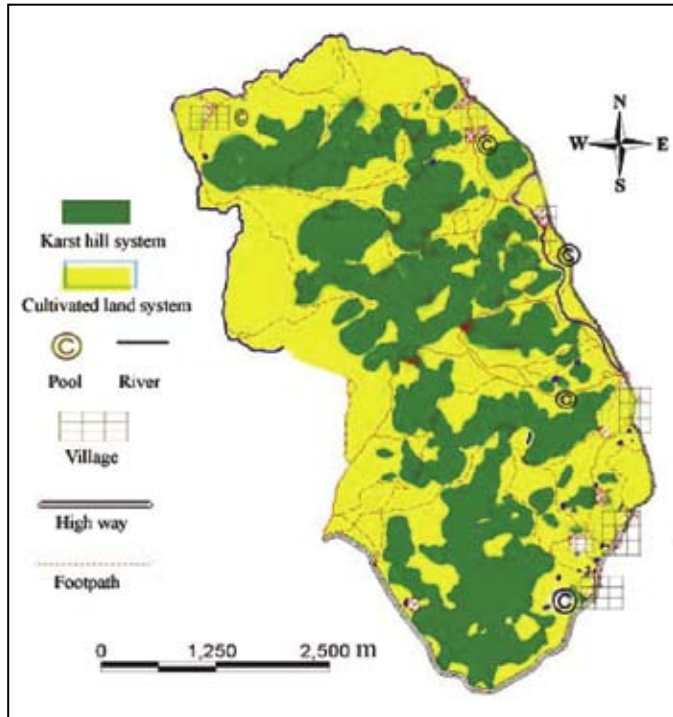 N
W E
S
Karst hill system
Cultivated land system
© ©
Pool River
Village
High way
Footpath
0 1,250 2,500 m
©
©
©
©
©